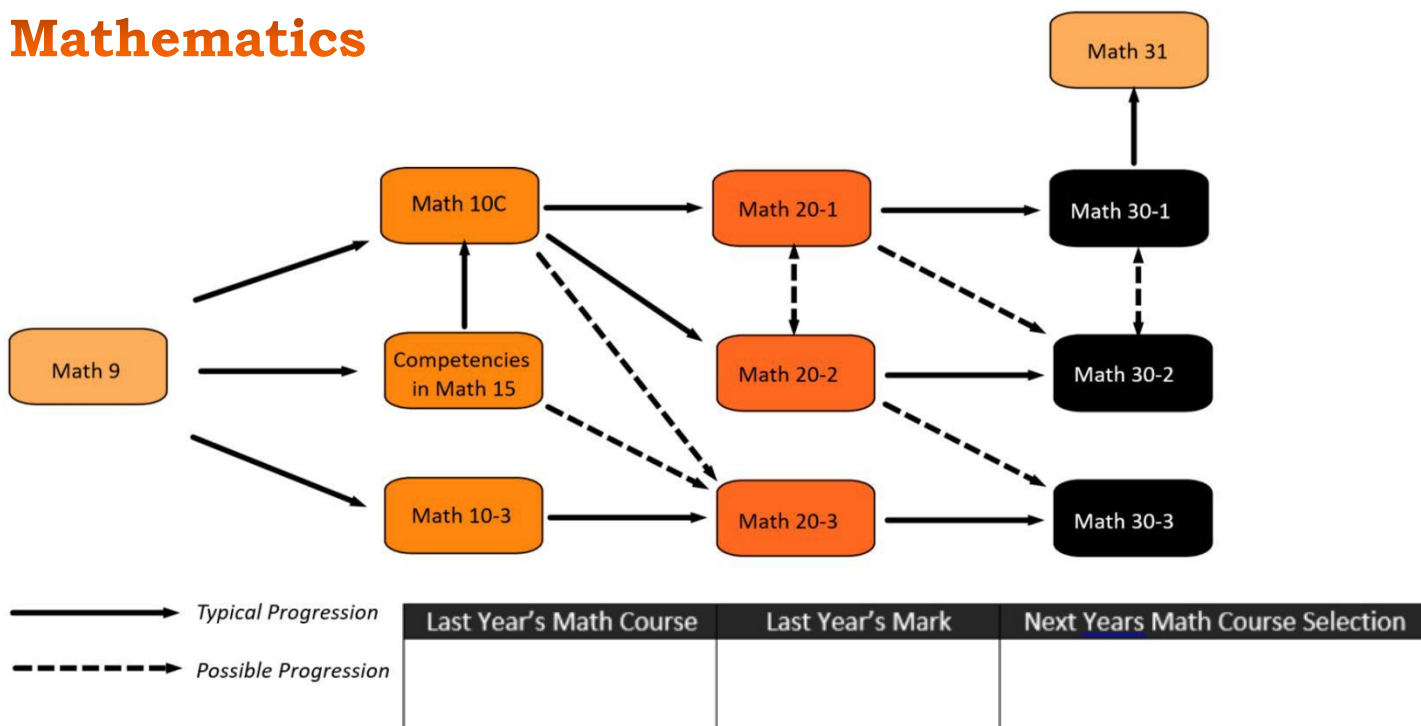 Mathematics
Math 31
Math 10C
Math 20-1
Math 30-1
Math 9
Competencies
in Math 15
Math 20-2
Math 30-2
Math 10-3
Math 20-3
Math 30-3
Typical Progression
Possible Progression
Last Year's Math Course
Last Year's Mark
Next Years Math Course Selection